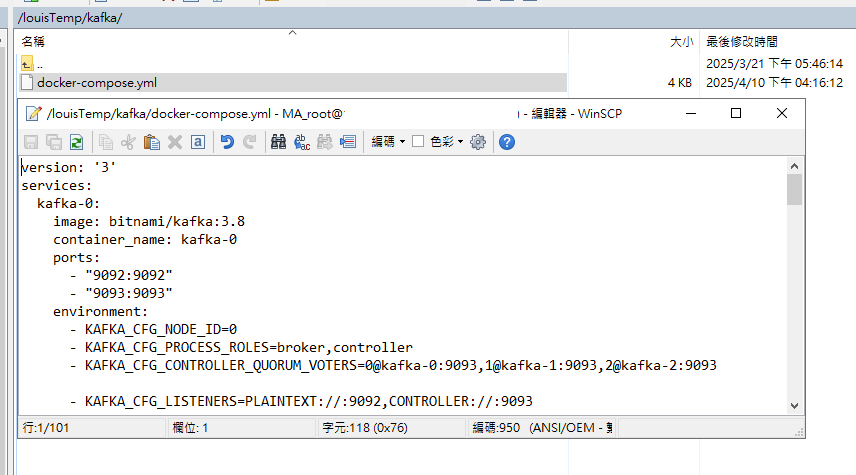 /louisTemp/kafka/
名稱 大小 最後修改時間
.. 2025/3/21 下午 05:46:14
docker-compose.yml 4 KB 2025/4/10 下午 04:16:12
/louisTemp/kafka/docker-compose.yml - MA_root@ ) - 編輯器 - WinSCP
編碼 色彩
version: '3'
services:
kafka-0:
image: bitnami/kafka:3.8
container_name: kafka-0
ports:
- "9092:9092"
- "9093:9093"
environment:
- KAFKA_CFG_NODE_ID=0
- KAFKA_CFG_PROCESS_ROLES=broker,controller
- KAFKA_CFG_CONTROLLER_QUORUM_VOTERS=0@kafka-0:9093,1@kafka-1:9093,2@kafka-2:9093
- KAFKA_CFG_LISTENERS=PLAINTEXT://:9092,CONTROLLER://:9093
行:1/101 欄位: 1 字元:118 (0x76) 編碼:950 (ANSI/OEM -